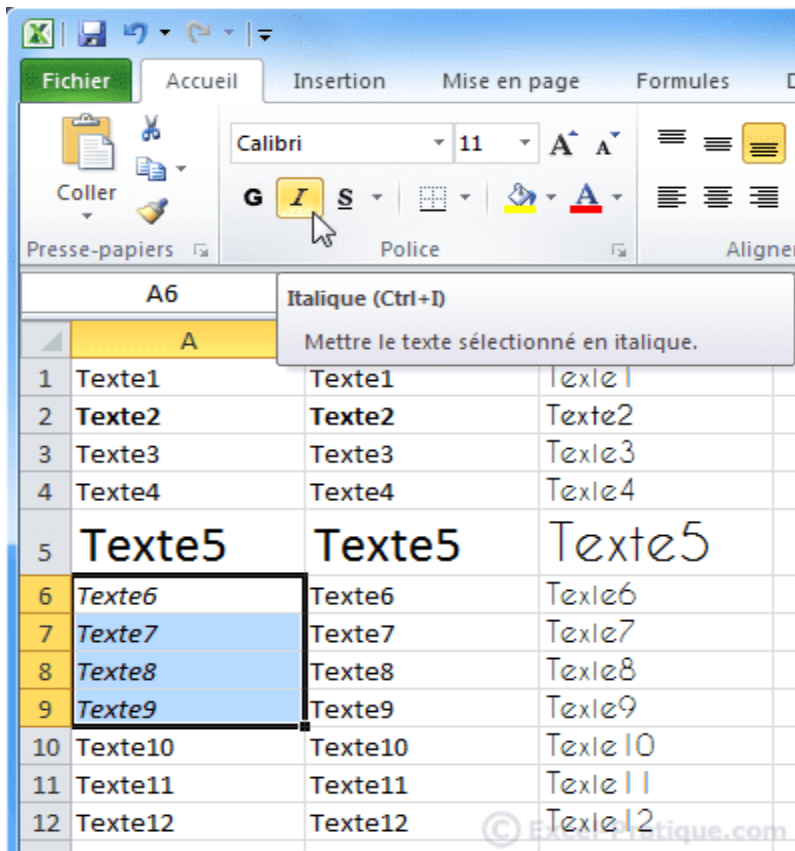 Fichier Accueil Insertion Mise en page Formules
Calibri 11 A A
Coller G I S A
Presse-papiers Police
A6
Italique (Ctrl+I)
Mettre le texte sélectionné en italique.
A
1 Texte1 Texte1 Texte1
2 Texte2 Texte2 Texte2
3 Texte3 Texte3 Texte3
4 Texte4 Texte4 Texte4
5 Texte5 Texte5 Texte5
6 Texte6 Texte6 Texte6
7 Texte7 Texte7 Texte7
8 Texte8 Texte8 Texte8
9 Texte9 Texte9 Texte9
10 Texte10 Texte10 Texte10
11 Texte11 Texte11 Texte11
12 Texte12 Texte12 Texte12
© Excel-Pratique.com